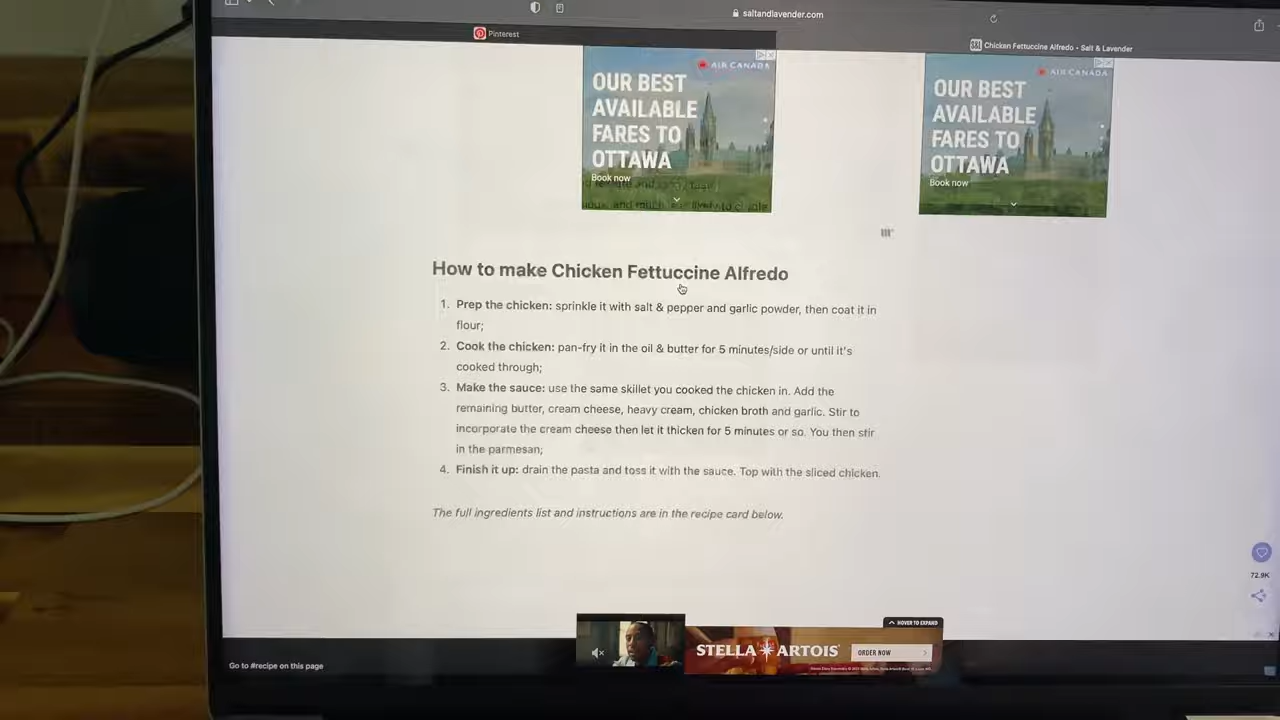 saltandlavender.com
Pinterest
Chicken Fettuccine Alfredo - Salt & Lavender
AIR CANADA
OUR BEST
AVAILABLE
FARES TO
OTTAWA
Book now
AIR CANADA
OUR BEST
AVAILABLE
FARES TO
OTTAWA
Book now
How to make Chicken Fettuccine Alfredo
1. Prep the chicken: sprinkle it with salt & pepper and garlic powder, then coat it in
flour;
2. Cook the chicken: pan-fry it in the oil & butter for 5 minutes/side or until it's
cooked through;
3. Make the sauce: use the same skillet you cooked the chicken in. Add the
remaining butter, cream cheese, heavy cream, chicken broth and garlic. Stir to
incorporate the cream cheese then let it thicken for 5 minutes or so. You then stir
in the parmesan;
4. Finish it up: drain the pasta and toss it with the sauce. Top with the sliced chicken.
The full ingredients list and instructions are in the recipe card below.
72.9K
HOVER TO EXPAND
STELLA ARTOIS
ORDER NOW
Go to #recipe on this page